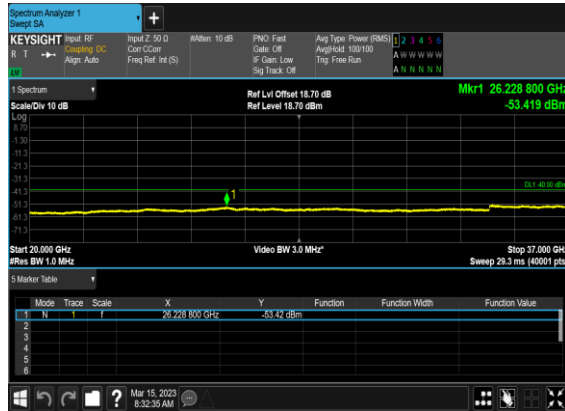 Spectrum Analyzer 1
Swept SA
+
KEYSIGHT
R T
LW
Input: RF
Coupling: DC
Align: Auto
Input Z: 50 Ω
Corr CCorr
Freq Ref: Int (S)
#Atten: 10 dB
PNO: Fast
Gate: Off
IF Gain: Low
Sig Track: Off
Avg Type: Power (RMS)
Avg|Hold: 100/100
Trig: Free Run
1 2 3 4 5 6
A W W W W W
A N N N N N
1 Spectrum
Scale/Div 10 dB
Log
Ref Lvl Offset 18.70 dB
Ref Level 18.70 dBm
Mkr1 26.228 800 GHz
-53.419 dBm
8.70
-1.30
-11.3
-21.3
-31.3
-41.3
-51.3
-61.3
-71.3
DL1 -40.00 dBm
1
Start 20.000 GHz
#Res BW 1.0 MHz
Video BW 3.0 MHz*
Stop 37.000 GHz
Sweep 29.3 ms (40001 pts)
5 Marker Table
Mode Trace Scale X Y Function Function Width Function Value
1 N 1 f 26.228 800 GHz -53.42 dBm
2
3
4
5
6
?
Mar 15, 2023
8:32:35 AM